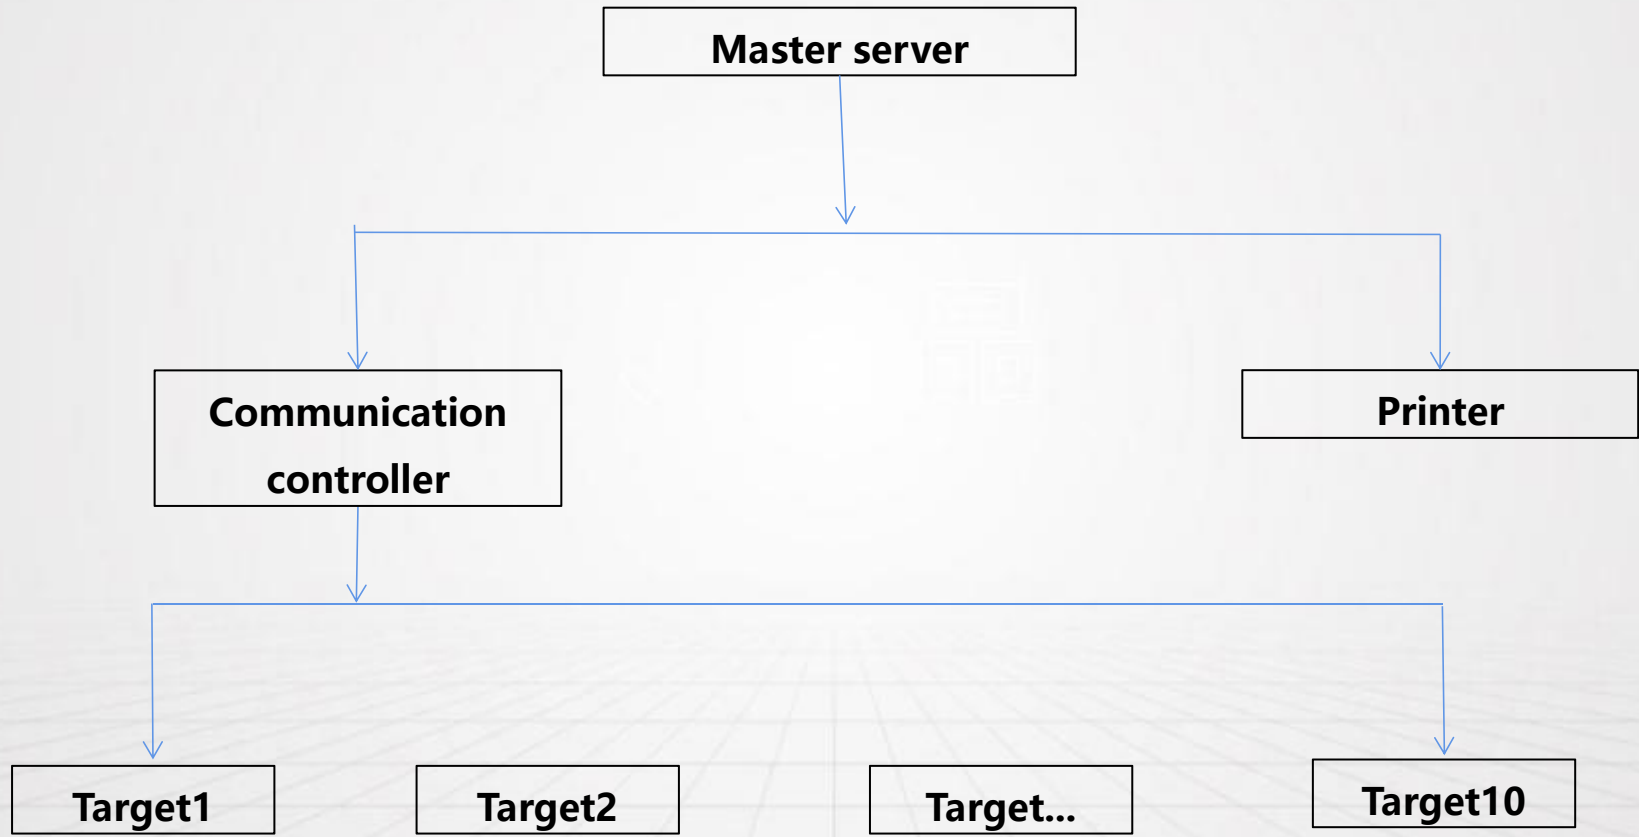 Master server
Communication
controller
Printer
Target1
Target2
Target...
Target10